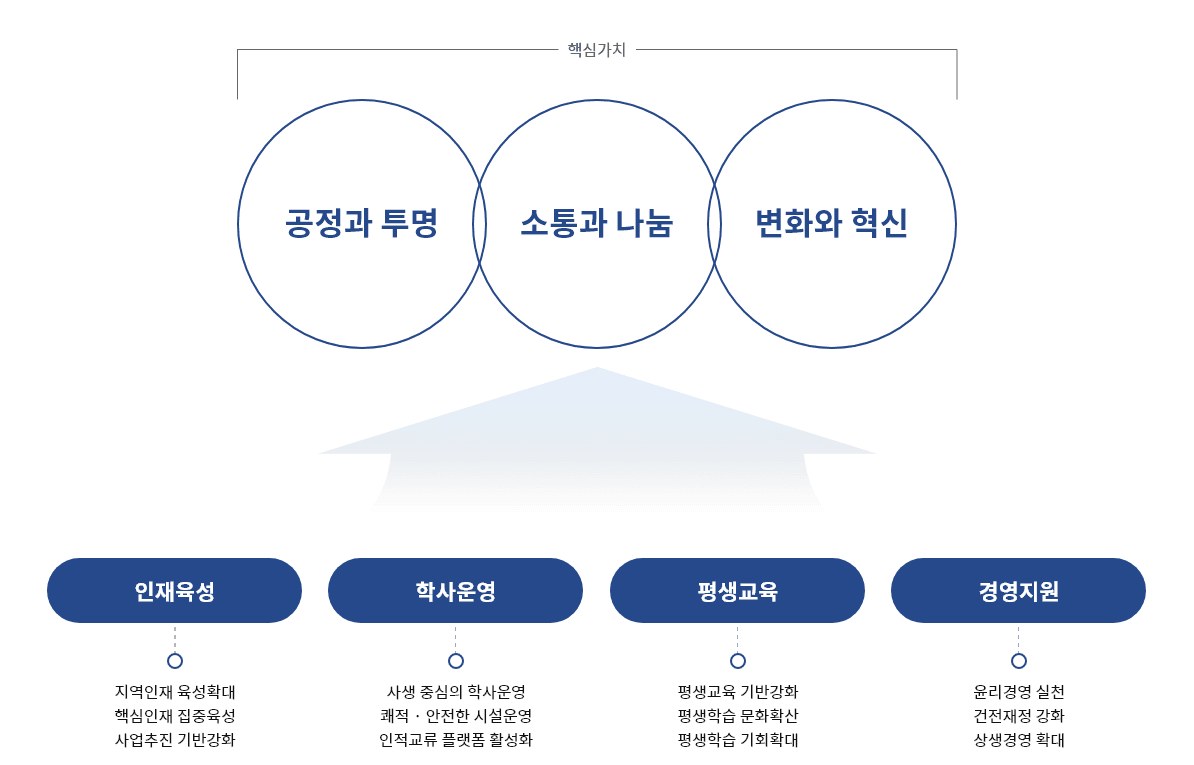 핵심가치
공정과 투명
소통과 나눔
변화와 혁신
인재육성
지역인재 육성확대
핵심인재 집중육성
사업추진 기반강화
학사운영
사생 중심의 학사운영
쾌적 · 안전한 시설운영
인적교류 플랫폼 활성화
평생교육
평생교육 기반강화
평생학습 문화확산
평생학습 기회확대
경영지원
윤리경영 실천
건전재정 강화
상생경영 확대